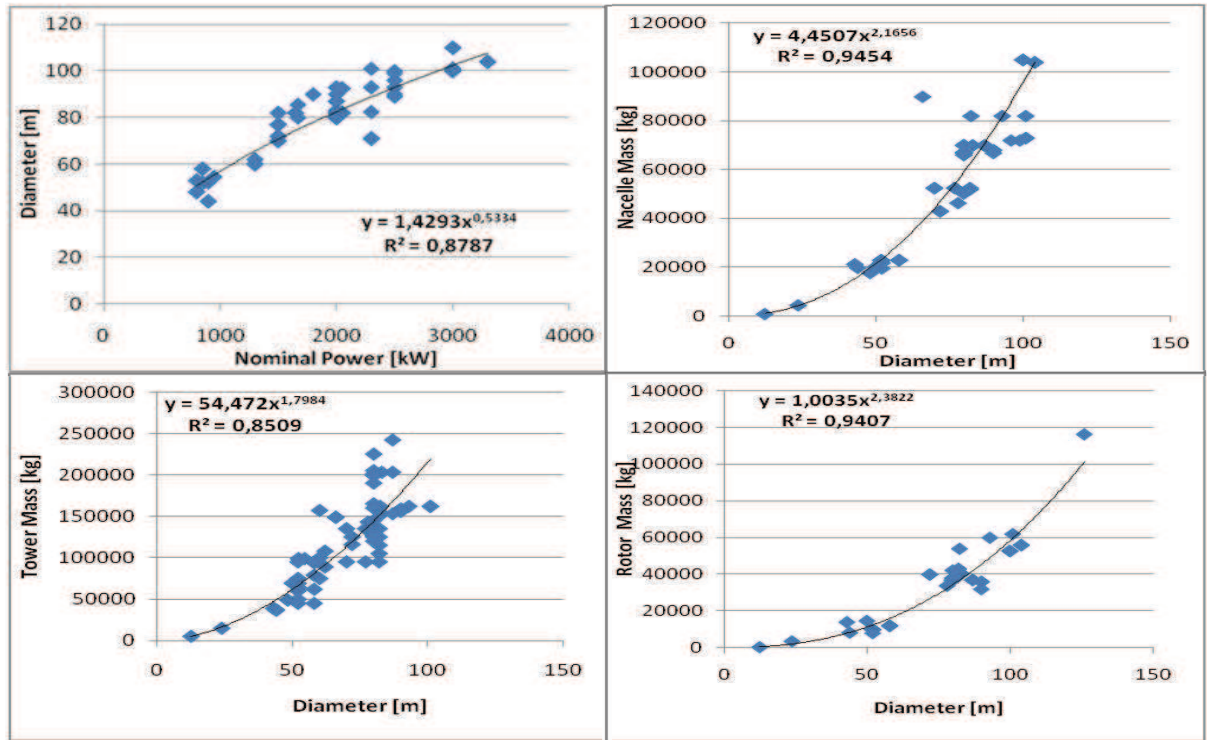 120
100
80
60
40
20
0
Diameter [m]
y = 1,4293x^0,5334
R² = 0,8787
0 1000 2000 3000 4000
Nominal Power [kW]
120000
100000
80000
60000
40000
20000
0
Nacelle Mass [kg]
y = 4,4507x^2,1656
R² = 0,9454
0 50 100 150
Diameter [m]
300000
250000
200000
150000
100000
50000
0
Tower Mass [kg]
y = 54,472x^1,7984
R² = 0,8509
0 50 100 150
Diameter [m]
140000
120000
100000
80000
60000
40000
20000
0
Rotor Mass [kg]
y = 1,0035x^2,3822
R² = 0,9407
0 50 100 150
Diameter [m]